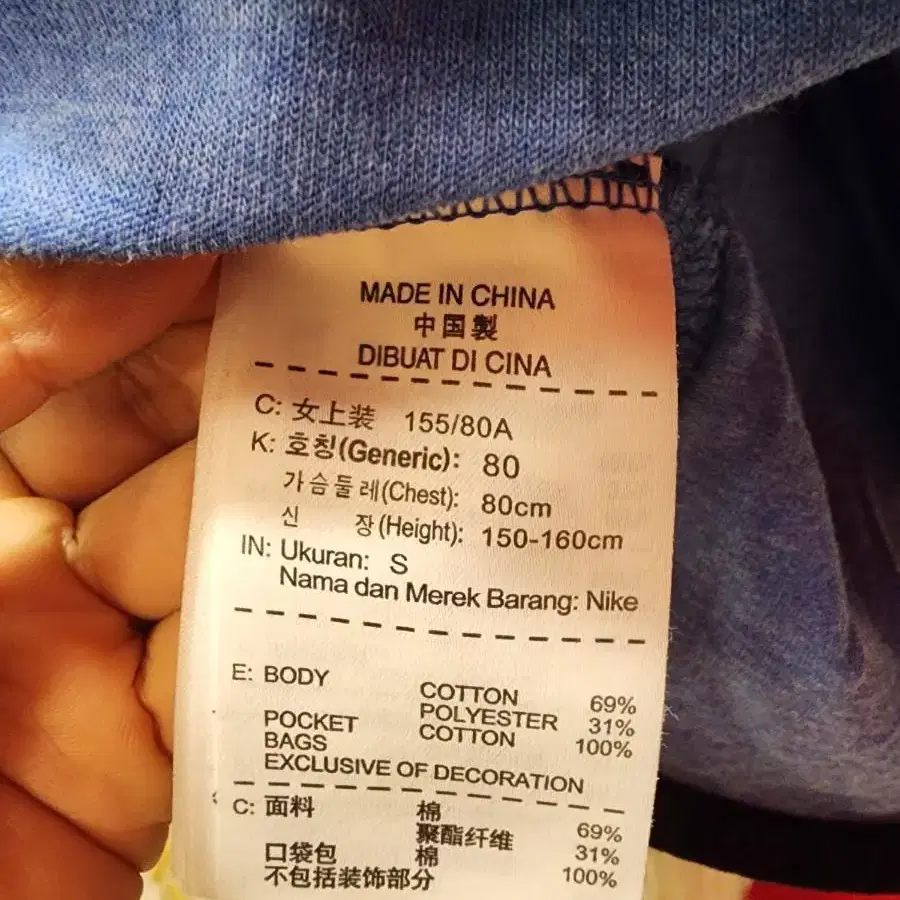 MADE IN CHINA
中国製
DIBUAT DI CINA
C: 女上装 155/80A
K: 호칭(Generic): 80
가슴둘레(Chest): 80cm
신 장(Height): 150-160cm
IN: Ukuran: S
Nama dan Merek Barang: Nike
E: BODY COTTON 69%
POLYESTER 31%
POCKET COTTON 100%
BAGS
EXCLUSIVE OF DECORATION
C: 面料 棉 69%
聚酯纤维 31%
口袋包 棉 100%
不包括装饰部分